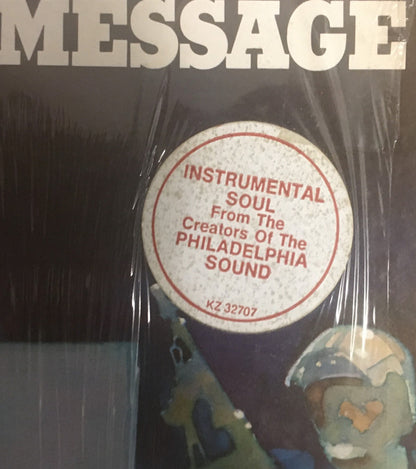 MESSAGE
INSTRUMENTAL
SOUL
From The
Creators Of The
PHILADELPHIA
SOUND
KZ 32707